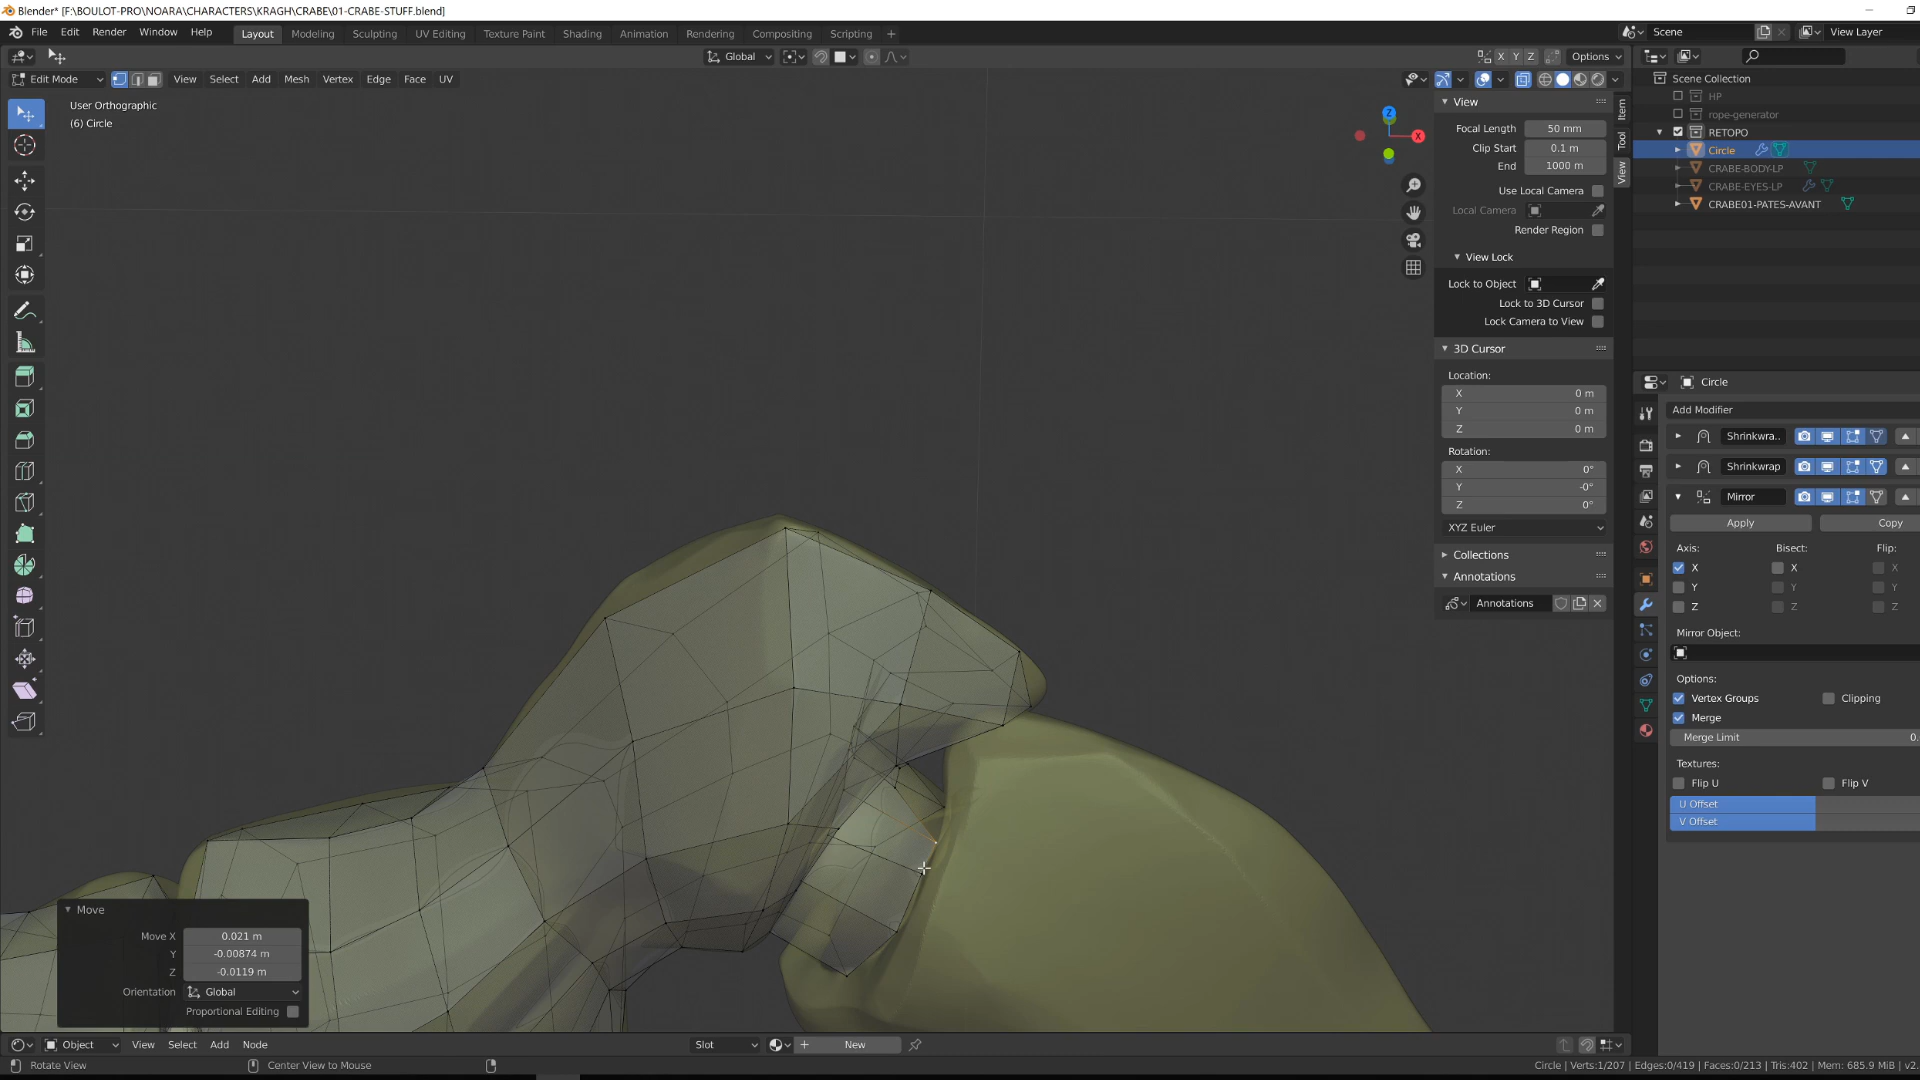 Blender* [F:\BOULOT-PRO\NOARA\CHARACTERS\KRAGH\CRABE\01-CRABE-STUFF.blend]
File Edit Render Window Help Layout Modeling Sculpting UV Editing Texture Paint Shading Animation Rendering Compositing Scripting + Scene View Layer
Global X Y Z Options
Edit Mode View Select Add Mesh Vertex Edge Face UV
User Orthographic
(6) Circle
Z
X
View
Focal Length 50 mm
Clip Start 0.1 m
End 1000 m
Use Local Camera
Local Camera
Render Region
View Lock
Lock to Object
Lock to 3D Cursor
Lock Camera to View
3D Cursor
Location:
X 0 m
Y 0 m
Z 0 m
Rotation:
X 0°
Y -0°
Z 0°
XYZ Euler
Collections
Annotations
Annotations
Item
Tool
View
Scene Collection
HP
rope-generator
RETOPO
Circle
CRABE-BODY-LP
CRABE-EYES-LP
CRABE01-PATES-AVANT
Circle
Add Modifier
Shrinkwra..
Shrinkwrap
Mirror
Apply Copy
Axis: Bisect: Flip:
X X X
Y Y Y
Z Z Z
Mirror Object:
Options:
Vertex Groups Clipping
Merge
Merge Limit 0.
Textures:
Flip U Flip V
U Offset
V Offset
Move
Move X 0.021 m
Y -0.00874 m
Z -0.0119 m
Orientation Global
Proportional Editing
Object View Select Add Node Slot New
Rotate View Center View to Mouse Circle | Verts:1/207 | Edges:0/419 | Faces:0/213 | Tris:402 | Mem: 685.9 MiB | v2.